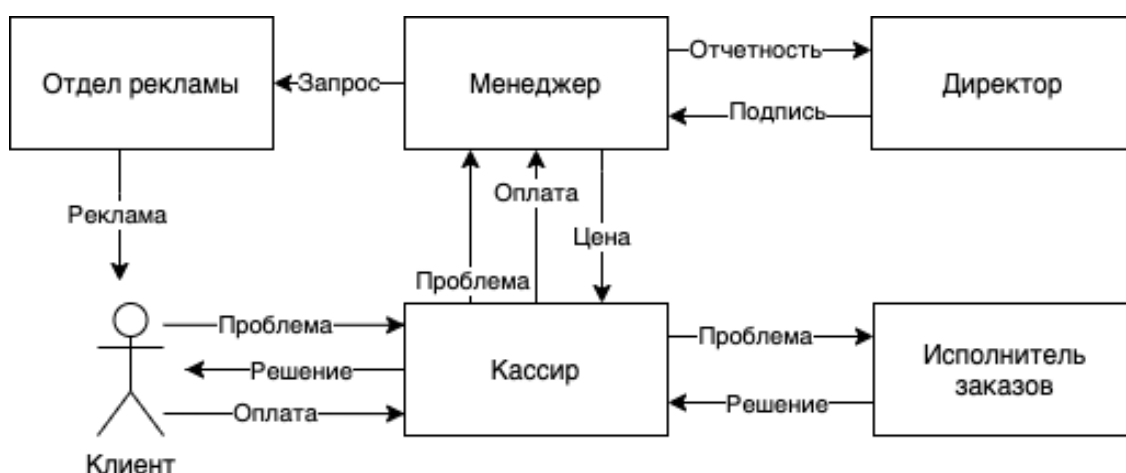 Отдел рекламы
Запрос
Менеджер
Отчетность
Подпись
Директор
Реклама
Оплата
Цена
Проблема
Проблема
Решение
Оплата
Кассир
Проблема
Решение
Исполнитель
заказов
Клиент